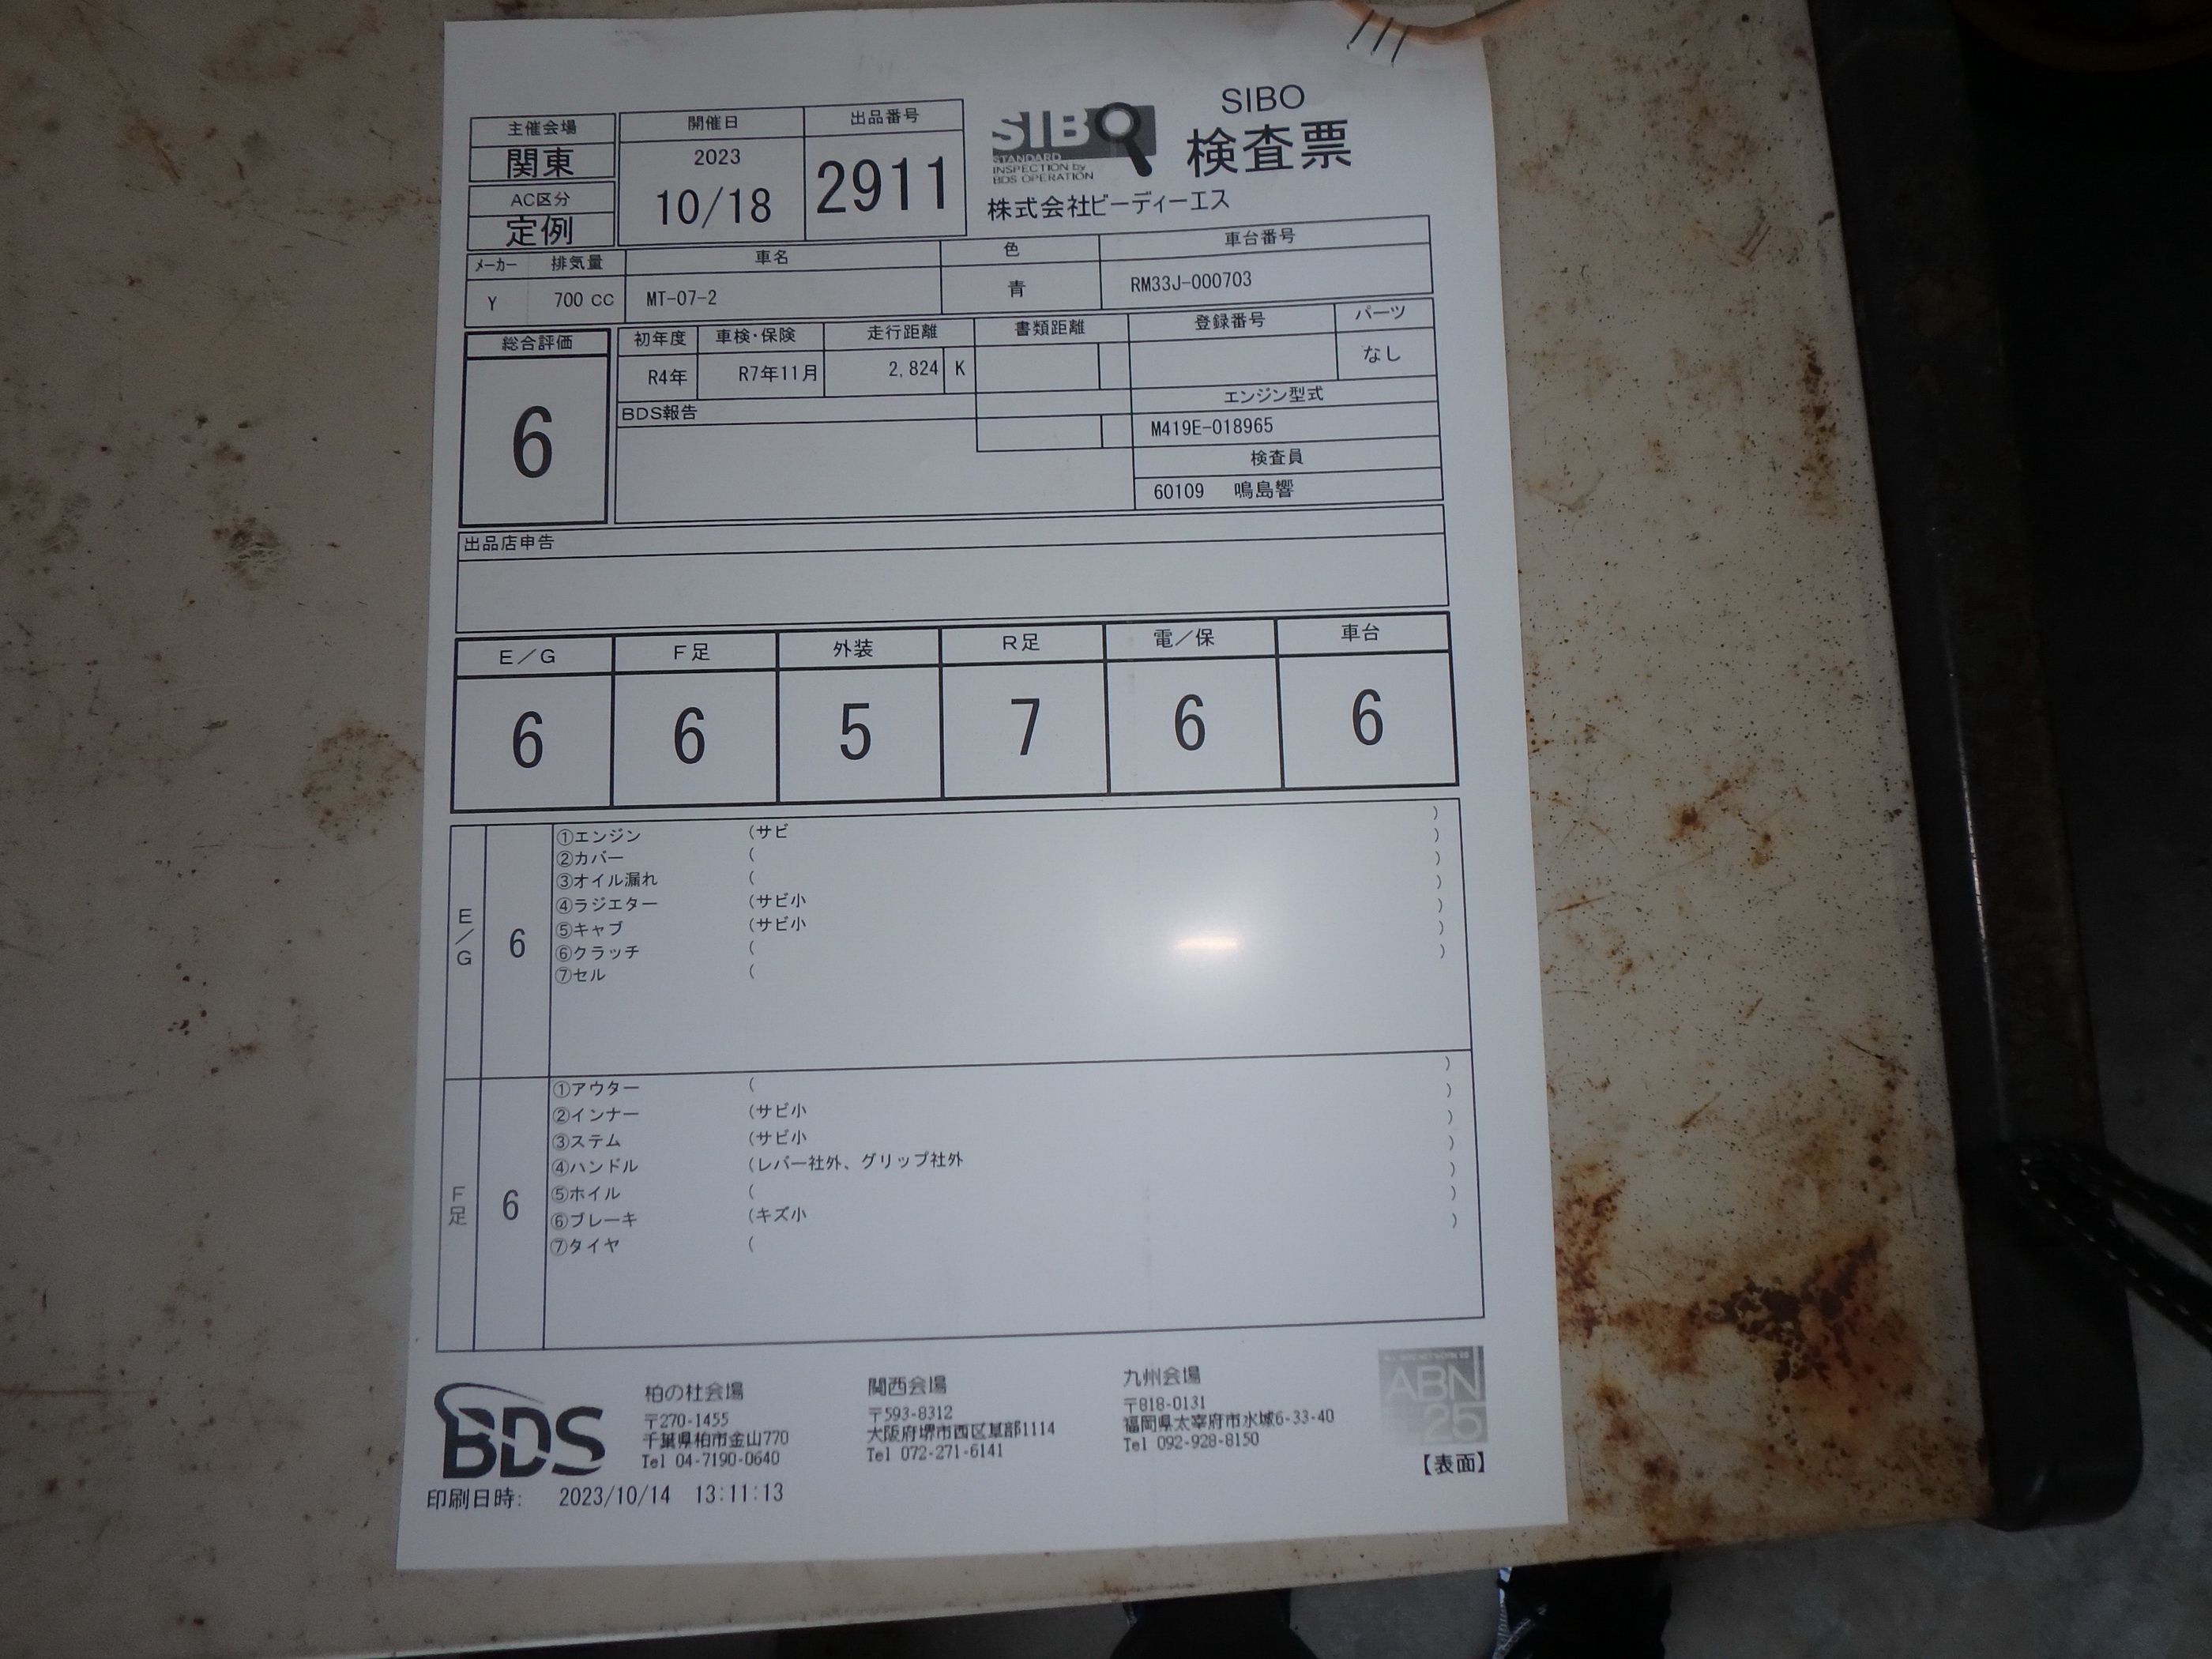 主催会場
関東
AC区分
定例
開催日
2023
10/18
出品番号
2911
SIBO
STANDARD
INSPECTION by
BDS OPERATION
SIBO
検査票
株式会社ビーディーエス
メーカー 排気量 車名 色 車台番号
Y 700 CC MT-07-2 青 RM33J-000703
総合評価
6
初年度 車検・保険 走行距離 書類距離 登録番号 パーツ
R4年 R7年11月 2,824 K なし
BDS報告
エンジン型式
M419E-018965
検査員
60109 鳴島響
出品店申告
E/G F足 外装 R足 電/保 車台
6 6 5 7 6 6
E/G
6
①エンジン (サビ )
②カバー ( )
③オイル漏れ ( )
④ラジエター (サビ小 )
⑤キャブ (サビ小 )
⑥クラッチ ( )
⑦セル ( )
F足
6
①アウター ( )
②インナー (サビ小 )
③ステム (サビ小 )
④ハンドル (レバー社外、グリップ社外 )
⑤ホイル ( )
⑥ブレーキ (キズ小 )
⑦タイヤ ( )
BDS
柏の杜会場
〒270-1455
千葉県柏市金山770
Tel 04-7190-0640
関西会場
〒593-8312
大阪府堺市西区草部1114
Tel 072-271-6141
九州会場
〒818-0131
福岡県太宰府市水城6-33-40
Tel 092-928-8150
ABN
25
【表面】
印刷日時: 2023/10/14 13:11:13